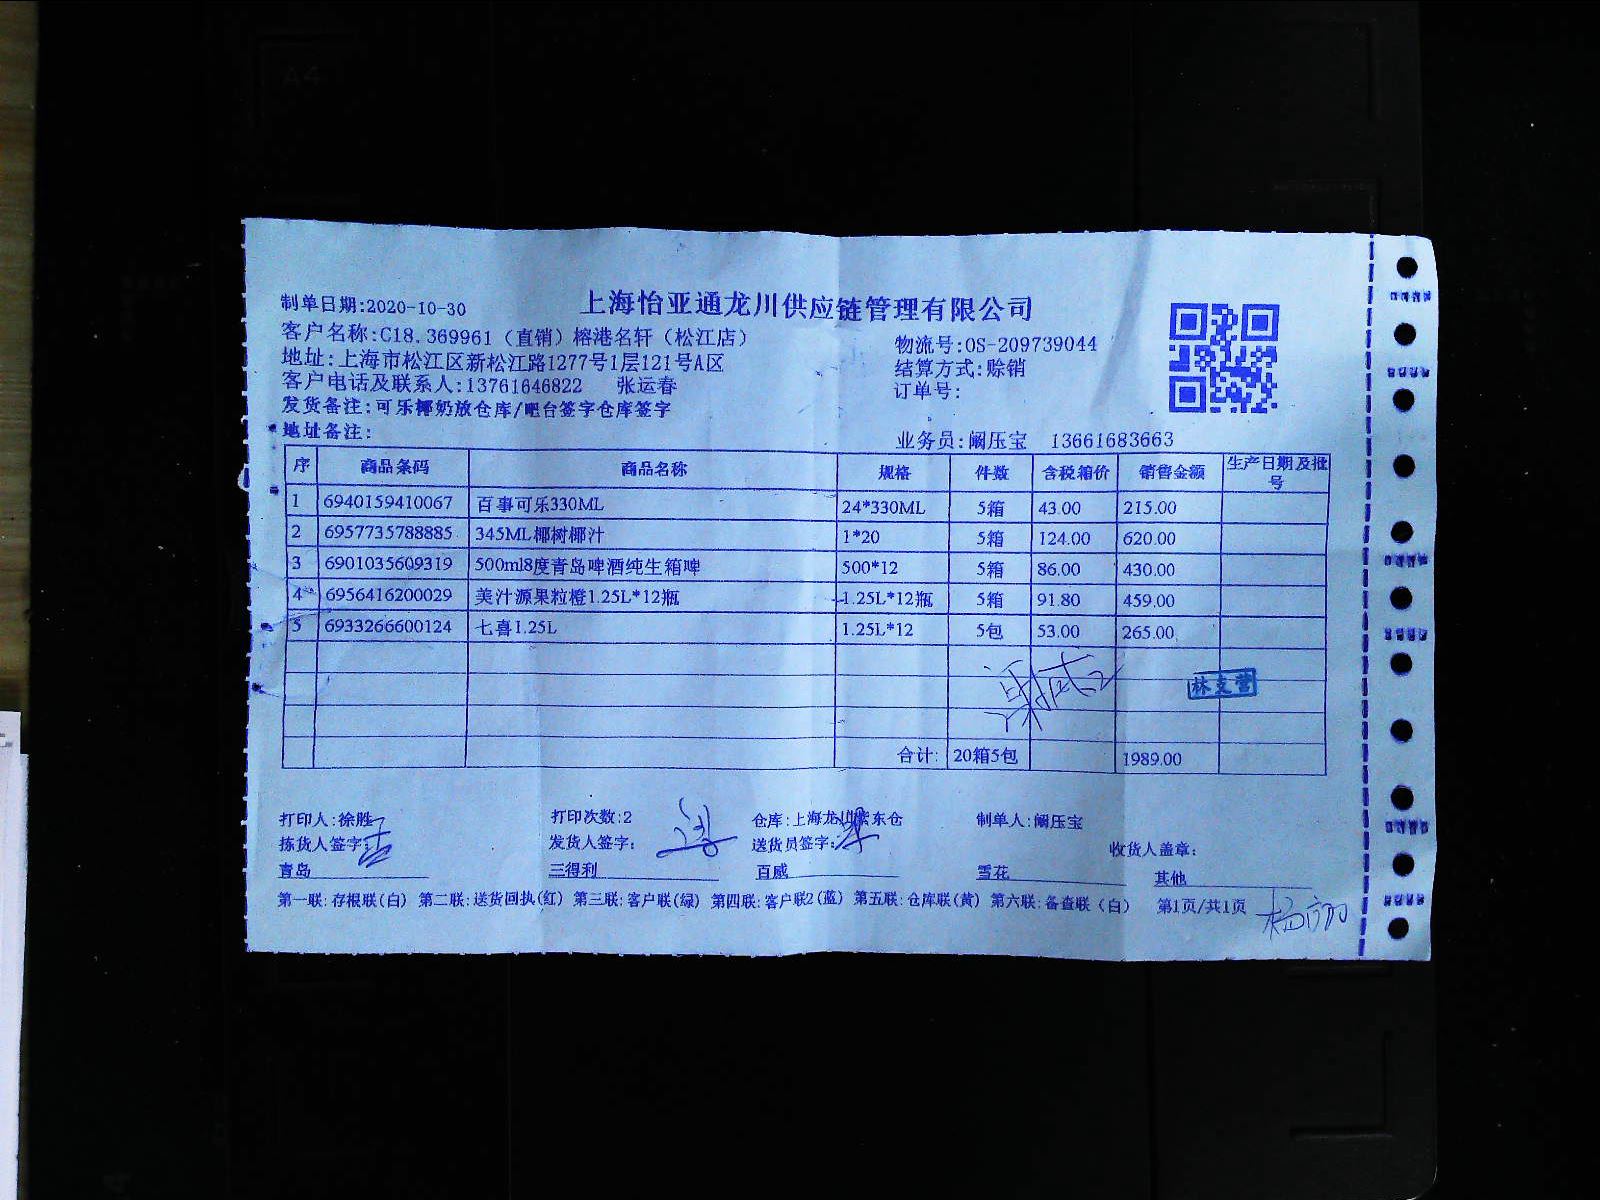 A4
上海怡亚通龙川供应链管理有限公司
制单日期:2020-10-30
客户名称:C18.369961（直销）榕港名轩（松江店）
物流号:OS-209739044
地址:上海市松江区新松江路1277号1层121号A区
结算方式:赊销
客户电话及联系人:13761646822 张运春
订单号:
发货备注:可乐椰奶放仓库/吧台签字仓库签字
地址备注:
业务员:阚压宝 13661683663
序 商品条码 商品名称 规格 件数 含税箱价 销售金额 生产日期及批号
1 6940159410067 百事可乐330ML 24*330ML 5箱 43.00 215.00
2 6957735788885 345ML椰树椰汁 1*20 5箱 124.00 620.00
3 6901035609319 500ml8度青岛啤酒纯生箱啤 500*12 5箱 86.00 430.00
4 6956416200029 美汁源果粒橙1.25L*12瓶 1.25L*12瓶 5箱 91.80 459.00
5 6933266600124 七喜1.25L 1.25L*12 5包 53.00 265.00
林支营
合计: 20箱5包 1989.00
打印人:徐胜 打印次数:2 仓库:上海龙川紫东仓 制单人:阚压宝
拣货人签字: 发货人签字: 送货员签字: 收货人盖章:
青岛 三得利 百威 雪花 其他
第一联:存根联(白) 第二联:送货回执(红) 第三联:客户联(绿) 第四联:客户联2(蓝) 第五联:仓库联(黄) 第六联:备查联（白） 第1页/共1页